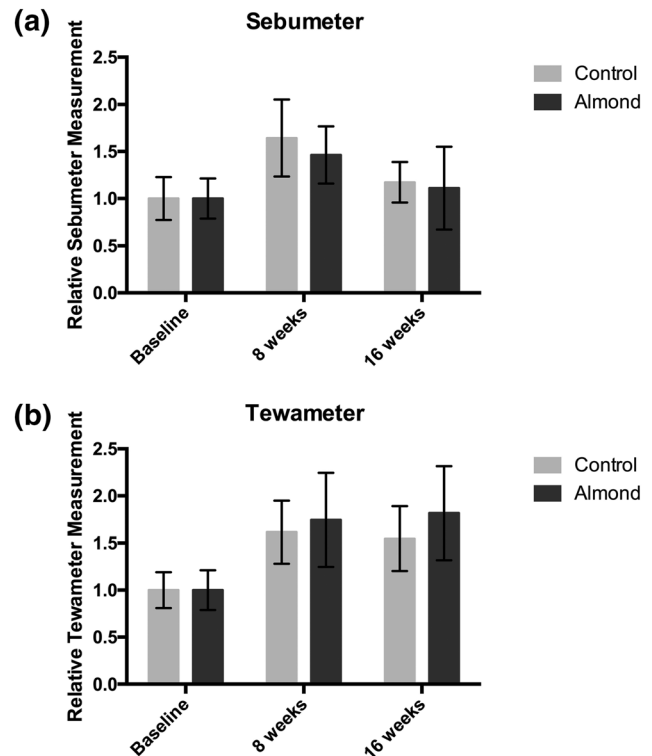 (a)
Sebumeter
Relative Sebumeter Measurement
2.5
2.0
1.5
1.0
0.5
0.0
Baseline
8 weeks
16 weeks
Control
Almond
(b)
Tewameter
Relative Tewameter Measurement
2.5
2.0
1.5
1.0
0.5
0.0
Baseline
8 weeks
16 weeks
Control
Almond